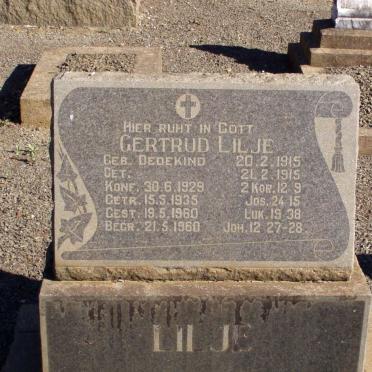 HIER RUHT IN GOTT
GERTRUD LILJE
GEB. DEDEKIND 20.2.1915
GET. 21.2.1915
KONF. 30.6.1929 2 KOR. 12.9
GETR. 15.5.1935 JOS. 24.15
GEST. 19.5.1960 LUK. 19.38
BEGR. 21.5.1960 JOH. 12.27-28.
LILJE